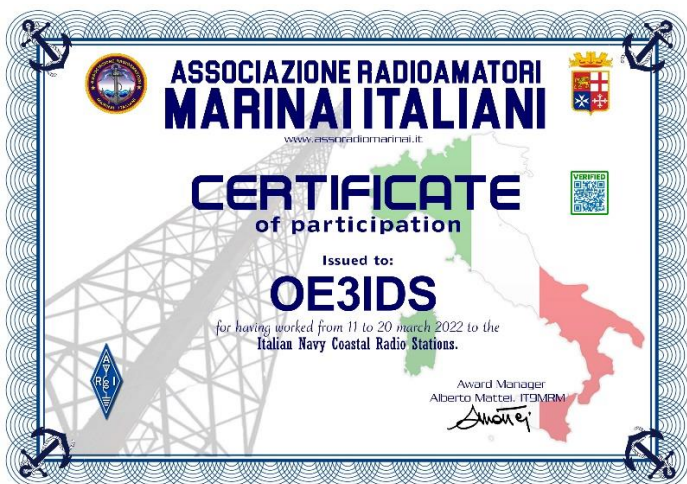 ASSOCIAZIONE RADIOAMATORI
MARINAI ITALIANI
www.assoradiomarinai.it
CERTIFICATE
of participation
VERIFIED
Issued to:
OE3IDS
for having worked from 11 to 20 march 2022 to the
Italian Navy Coastal Radio Stations.
A
R I
Award Manager
Alberto Mattei. IT9MRM